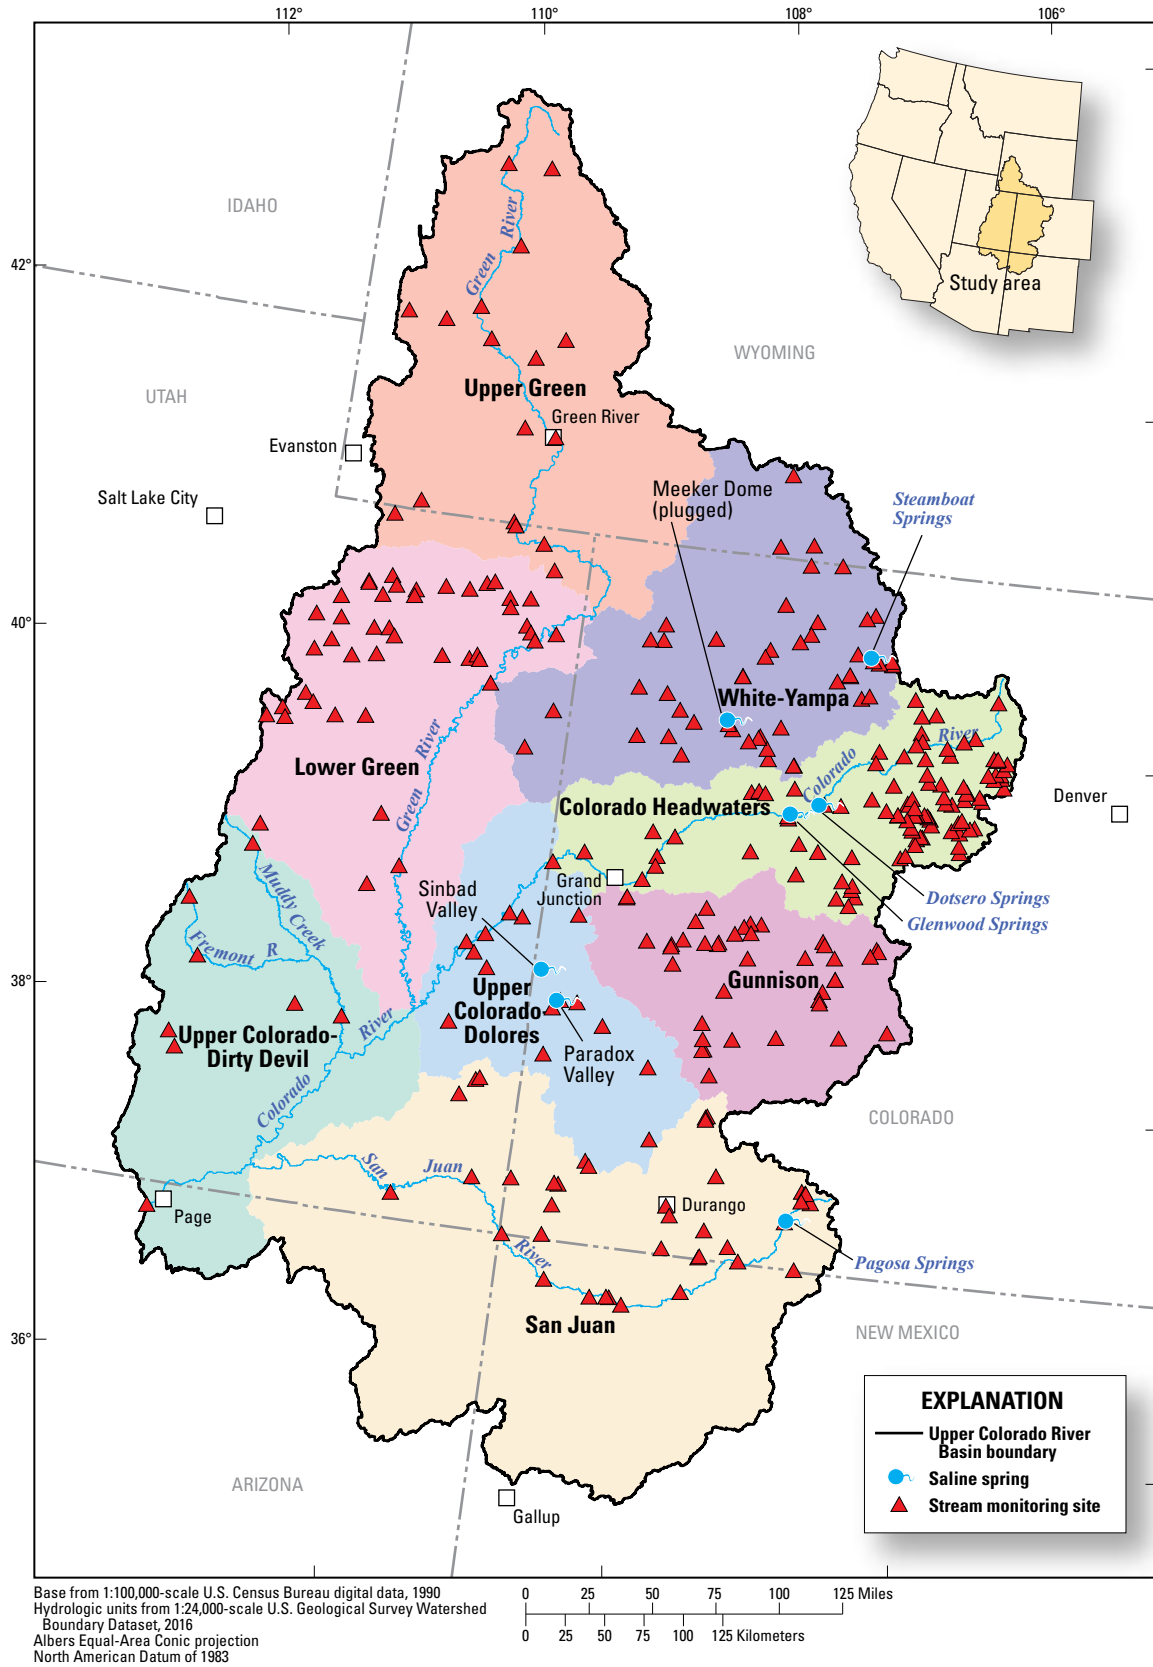 112°
110°
108°
106°
IDAHO
42°
Study area
WYOMING
UTAH
Green
River
Upper Green
Green River
Evanston
Salt Lake City
Meeker Dome
(plugged)
Steamboat
Springs
40°
White-Yampa
Lower Green
Green
River
Colorado
River
Colorado Headwaters
Denver
Grand
Junction
Sinbad
Valley
Dotsero Springs
Glenwood Springs
Muddy Creek
Fremont R
38°
Gunnison
Upper
Colorado-
Dolores
Upper Colorado-
Dirty Devil
River
Colorado
Paradox
Valley
COLORADO
San
Juan
River
Durango
Page
Pagosa Springs
San Juan
36°
NEW MEXICO
ARIZONA
Gallup
EXPLANATION
Upper Colorado River
Basin boundary
Saline spring
Stream monitoring site
Base from 1:100,000-scale U.S. Census Bureau digital data, 1990
Hydrologic units from 1:24,000-scale U.S. Geological Survey Watershed
Boundary Dataset, 2016
Albers Equal-Area Conic projection
North American Datum of 1983
0 25 50 75 100 125 Miles
0 25 50 75 100 125 Kilometers